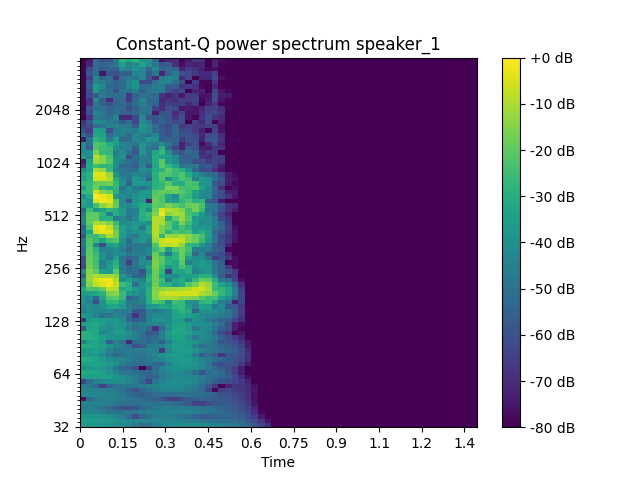 Constant-Q power spectrum speaker_1
Hz
2048
1024
512
256
128
64
32
0 0.15 0.3 0.45 0.6 0.75 0.9 1.1 1.2 1.4
Time
+0 dB
-10 dB
-20 dB
-30 dB
-40 dB
-50 dB
-60 dB
-70 dB
-80 dB